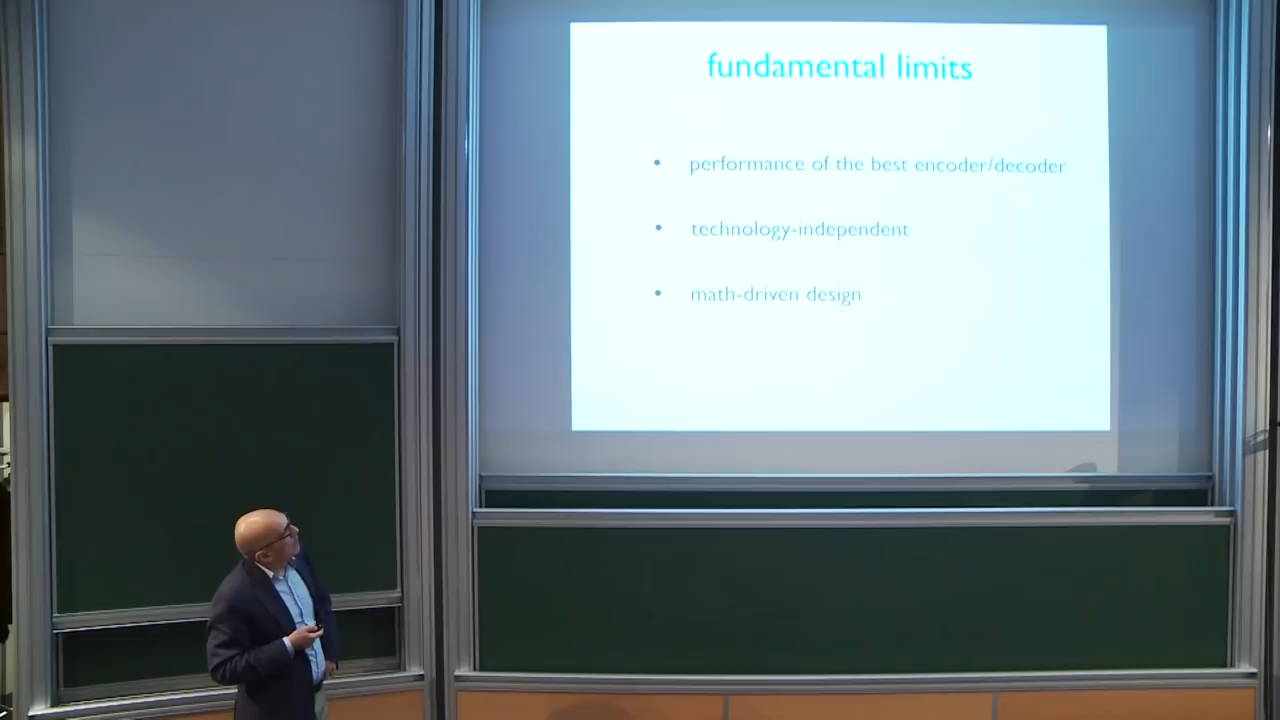 fundamental limits
• performance of the best encoder/decoder
• technology-independent
• math-driven design